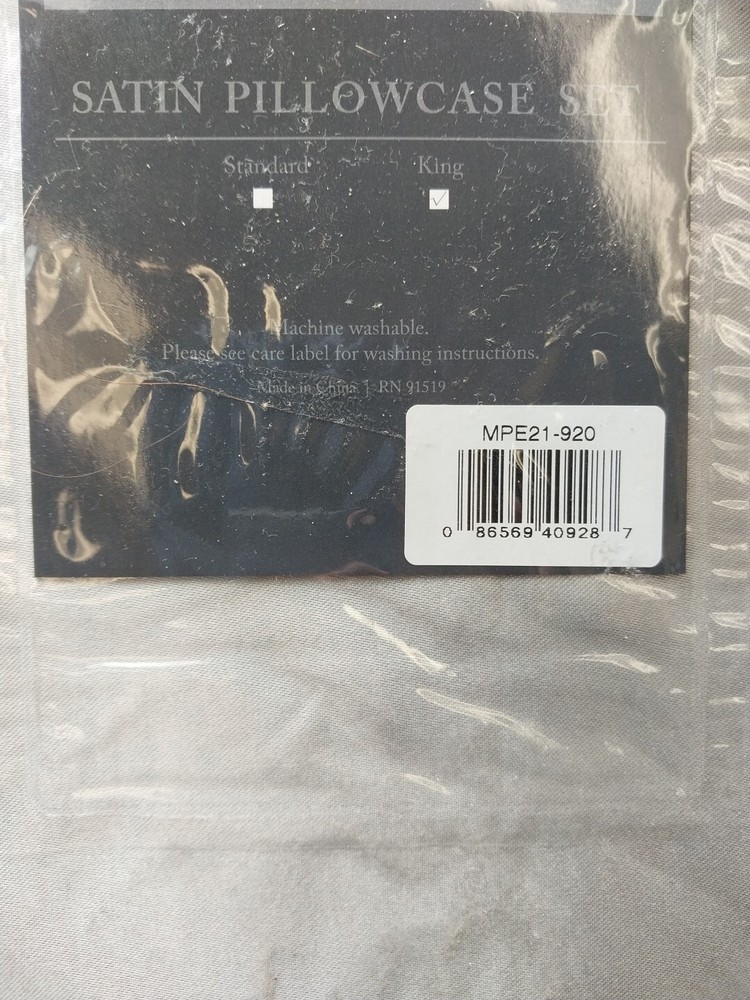 SATIN PILLOWCASE SET
Standard King
Machine washable.
Please see care label for washing instructions.
Made in China | RN 91519
MPE21-920
0 86569 40928 7